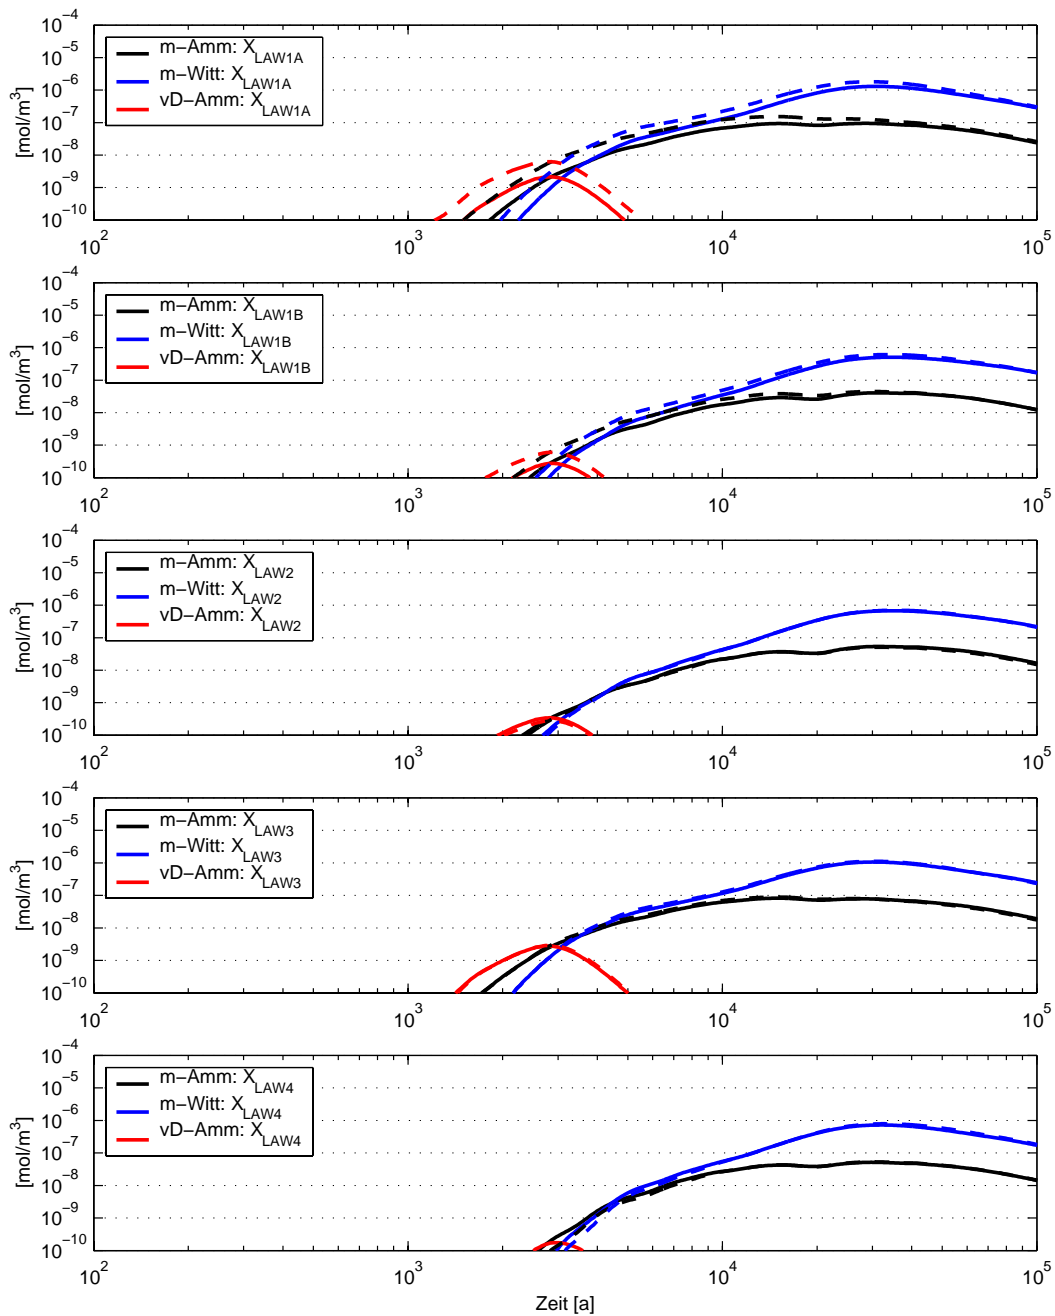 10^-4
10^-5
10^-6
10^-7
10^-8
10^-9
10^-10
[mol/m^3]
m-Amm: X_LAW1A
m-Witt: X_LAW1A
vD-Amm: X_LAW1A
10^2 10^3 10^4 10^5
10^-4
10^-5
10^-6
10^-7
10^-8
10^-9
10^-10
[mol/m^3]
m-Amm: X_LAW1B
m-Witt: X_LAW1B
vD-Amm: X_LAW1B
10^2 10^3 10^4 10^5
10^-4
10^-5
10^-6
10^-7
10^-8
10^-9
10^-10
[mol/m^3]
m-Amm: X_LAW2
m-Witt: X_LAW2
vD-Amm: X_LAW2
10^2 10^3 10^4 10^5
10^-4
10^-5
10^-6
10^-7
10^-8
10^-9
10^-10
[mol/m^3]
m-Amm: X_LAW3
m-Witt: X_LAW3
vD-Amm: X_LAW3
10^2 10^3 10^4 10^5
10^-4
10^-5
10^-6
10^-7
10^-8
10^-9
10^-10
[mol/m^3]
m-Amm: X_LAW4
m-Witt: X_LAW4
vD-Amm: X_LAW4
10^2 10^3 10^4 10^5
Zeit [a]